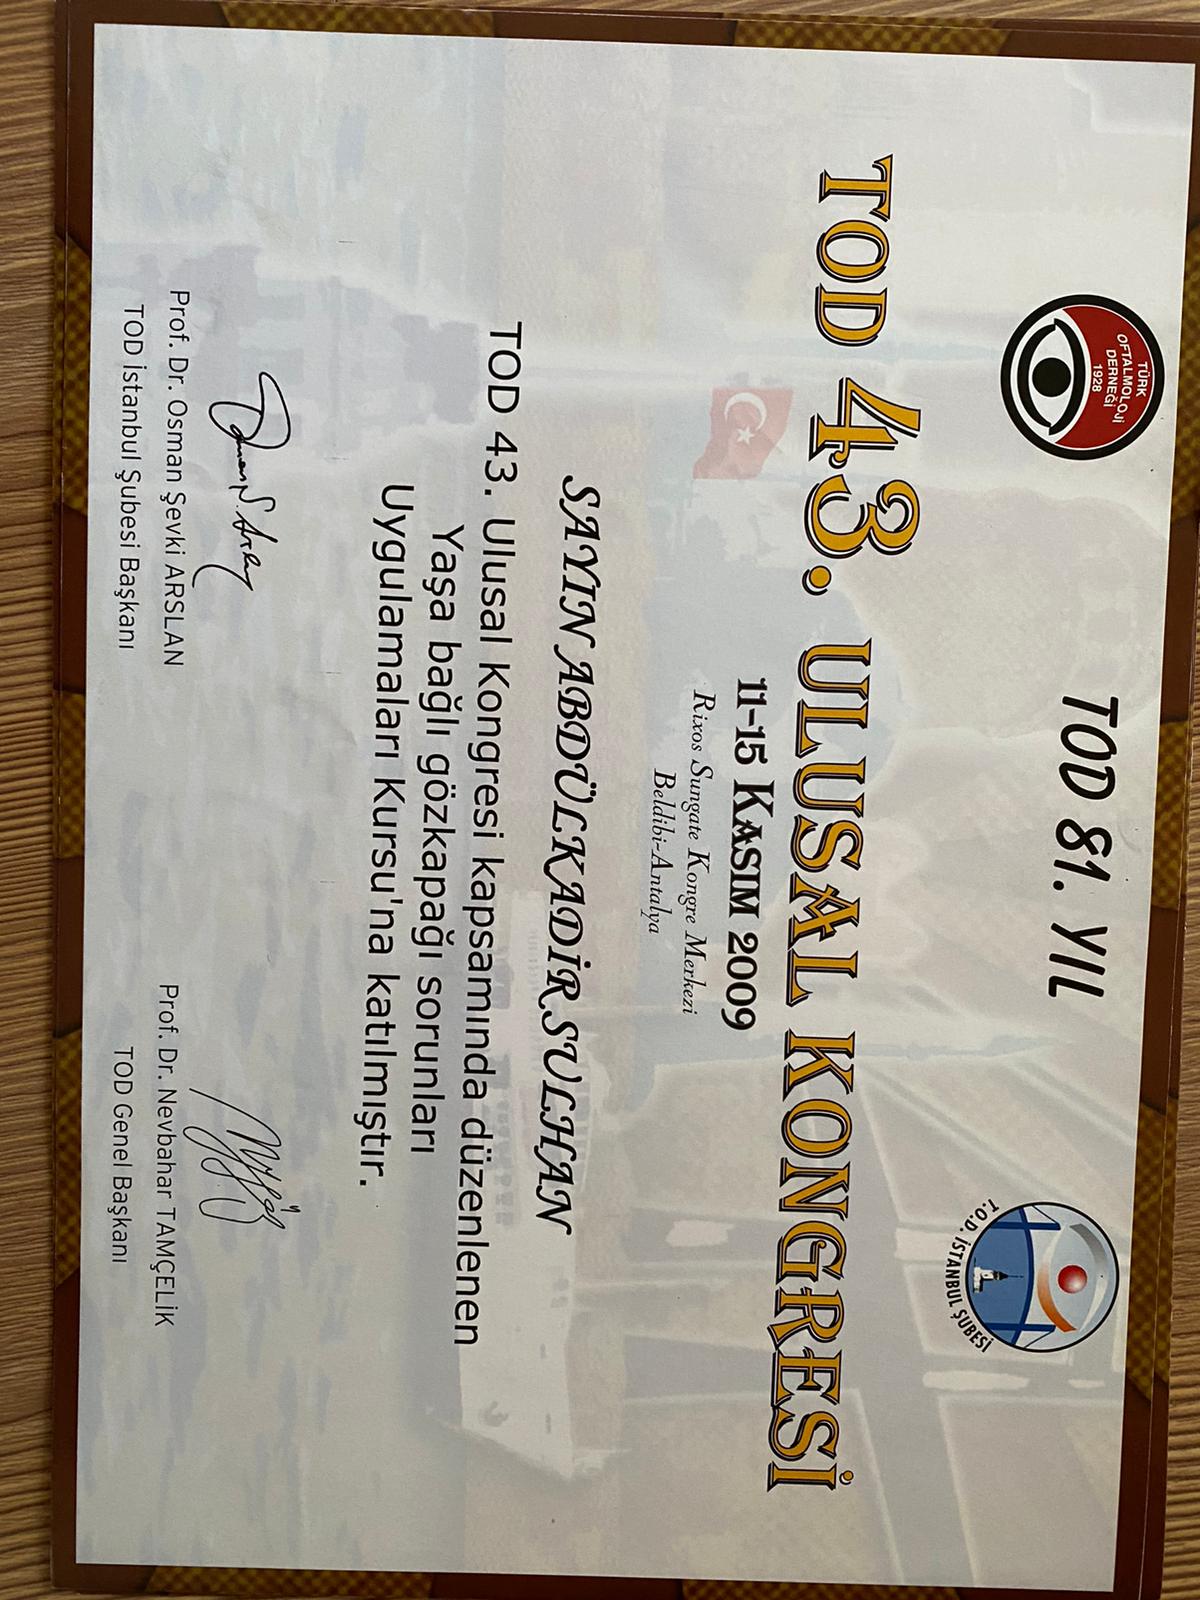 TÜRK
OFTALMOLOJİ
DERNEĞİ
1928
TOD 81. YIL
T.O.D. İSTANBUL ŞUBESİ
TOD 43. ULUSAL KONGRESİ
11-15 KASIM 2009
Rixos Sungate Kongre Merkezi
Beldibi-Antalya
SAYIN ABDÜLKADİR SULHAN
TOD 43. Ulusal Kongresi kapsamında düzenlenen
Yaşa bağlı gözkapağı sorunları
Uygulamaları Kursu'na katılmıştır.
Prof. Dr. Osman Şevki ARSLAN
TOD İstanbul Şubesi Başkanı
Prof. Dr. Nevbahar TAMÇELİK
TOD Genel Başkanı